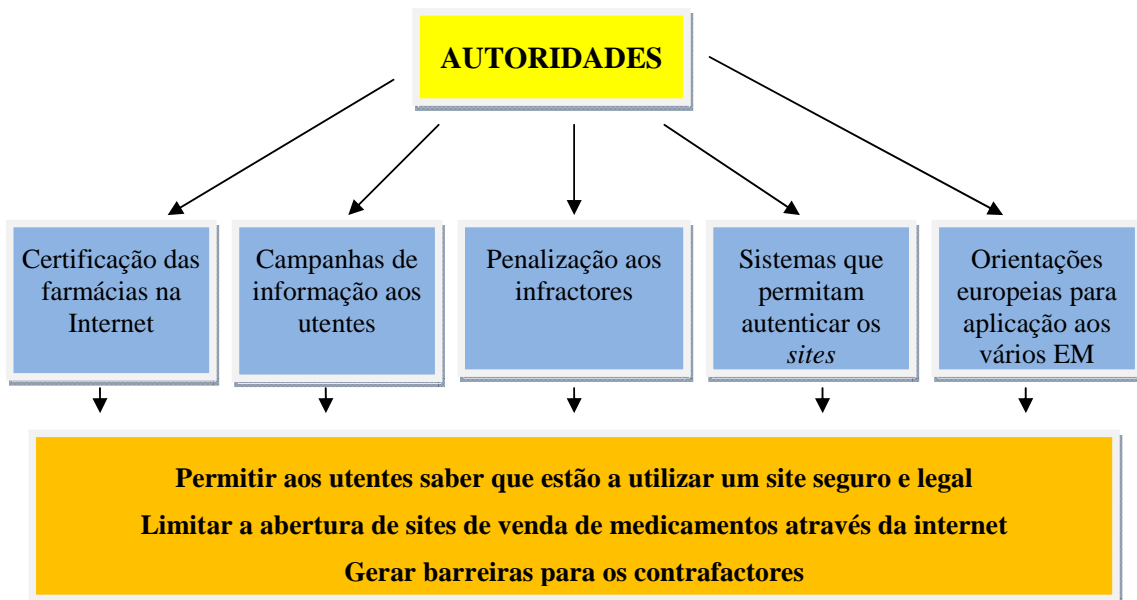 AUTORIDADES
Certificação das
farmácias na
Internet
Campanhas de
informação aos
utentes
Penalização aos
infractores
Sistemas que
permitam
autenticar os
sites
Orientações
europeias para
aplicação aos
vários EM
Permitir aos utentes saber que estão a utilizar um site seguro e legal
Limitar a abertura de sites de venda de medicamentos através da internet
Gerar barreiras para os contrafactores